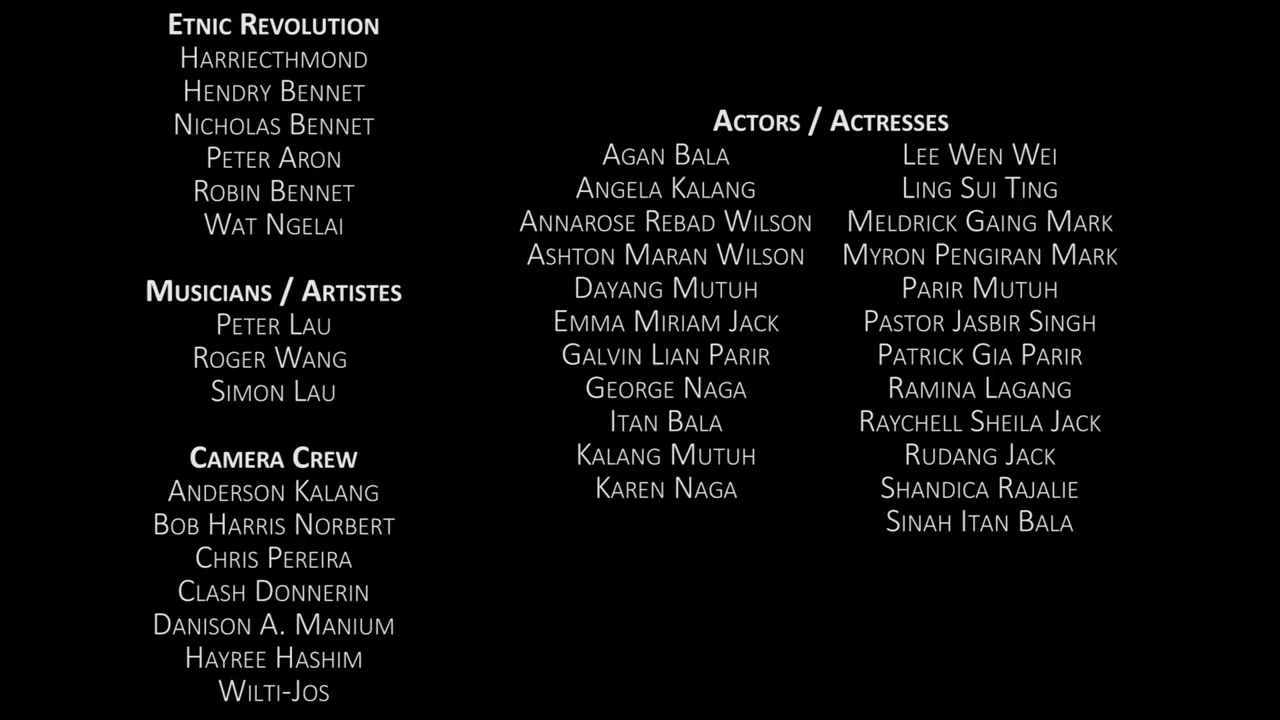 Etnic Revolution
Harriecthmond
Hendry Bennet
Nicholas Bennet
Peter Aron
Robin Bennet
Wat Ngelai
Musicians / Artistes
Peter Lau
Roger Wang
Simon Lau
Camera Crew
Anderson Kalang
Bob Harris Norbert
Chris Pereira
Clash Donnerin
Danison A. Manium
Hayree Hashim
Wilti-Jos
Actors / Actresses
Agan Bala
Angela Kalang
Annarose Rebad Wilson
Ashton Maran Wilson
Dayang Mutuh
Emma Miriam Jack
Galvin Lian Parir
George Naga
Itan Bala
Kalang Mutuh
Karen Naga
Lee Wen Wei
Ling Sui Ting
Meldrick Gaing Mark
Myron Pengiran Mark
Parir Mutuh
Pastor Jasbir Singh
Patrick Gia Parir
Ramina Lagang
Raychell Sheila Jack
Rudang Jack
Shandica Rajalie
Sinah Itan Bala